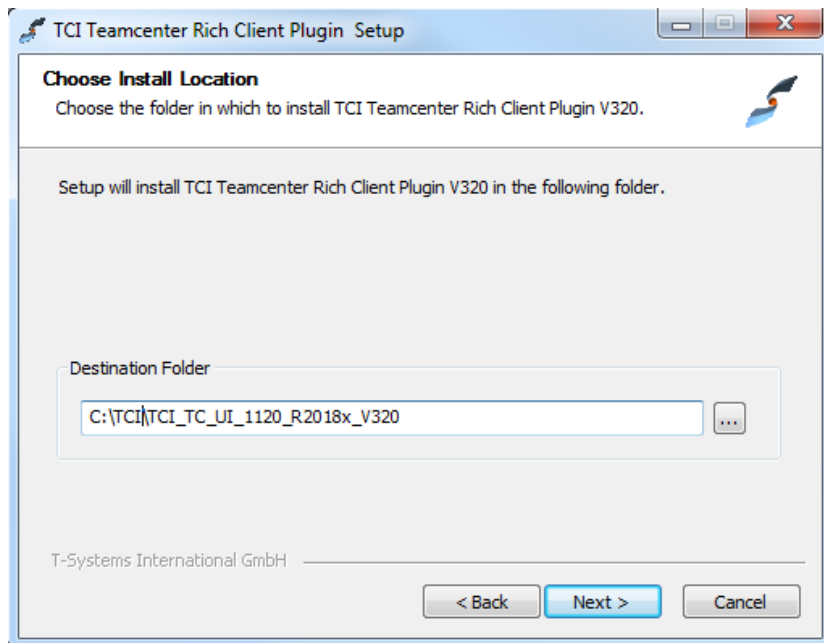 TCI Teamcenter Rich Client Plugin  Setup
Choose Install Location
Choose the folder in which to install TCI Teamcenter Rich Client Plugin V320.
Setup will install TCI Teamcenter Rich Client Plugin V320 in the following folder.
Destination Folder
C:\TCI\TCI_TC_UI_1120_R2018x_V320
...
T-Systems International GmbH
< Back
Next >
Cancel